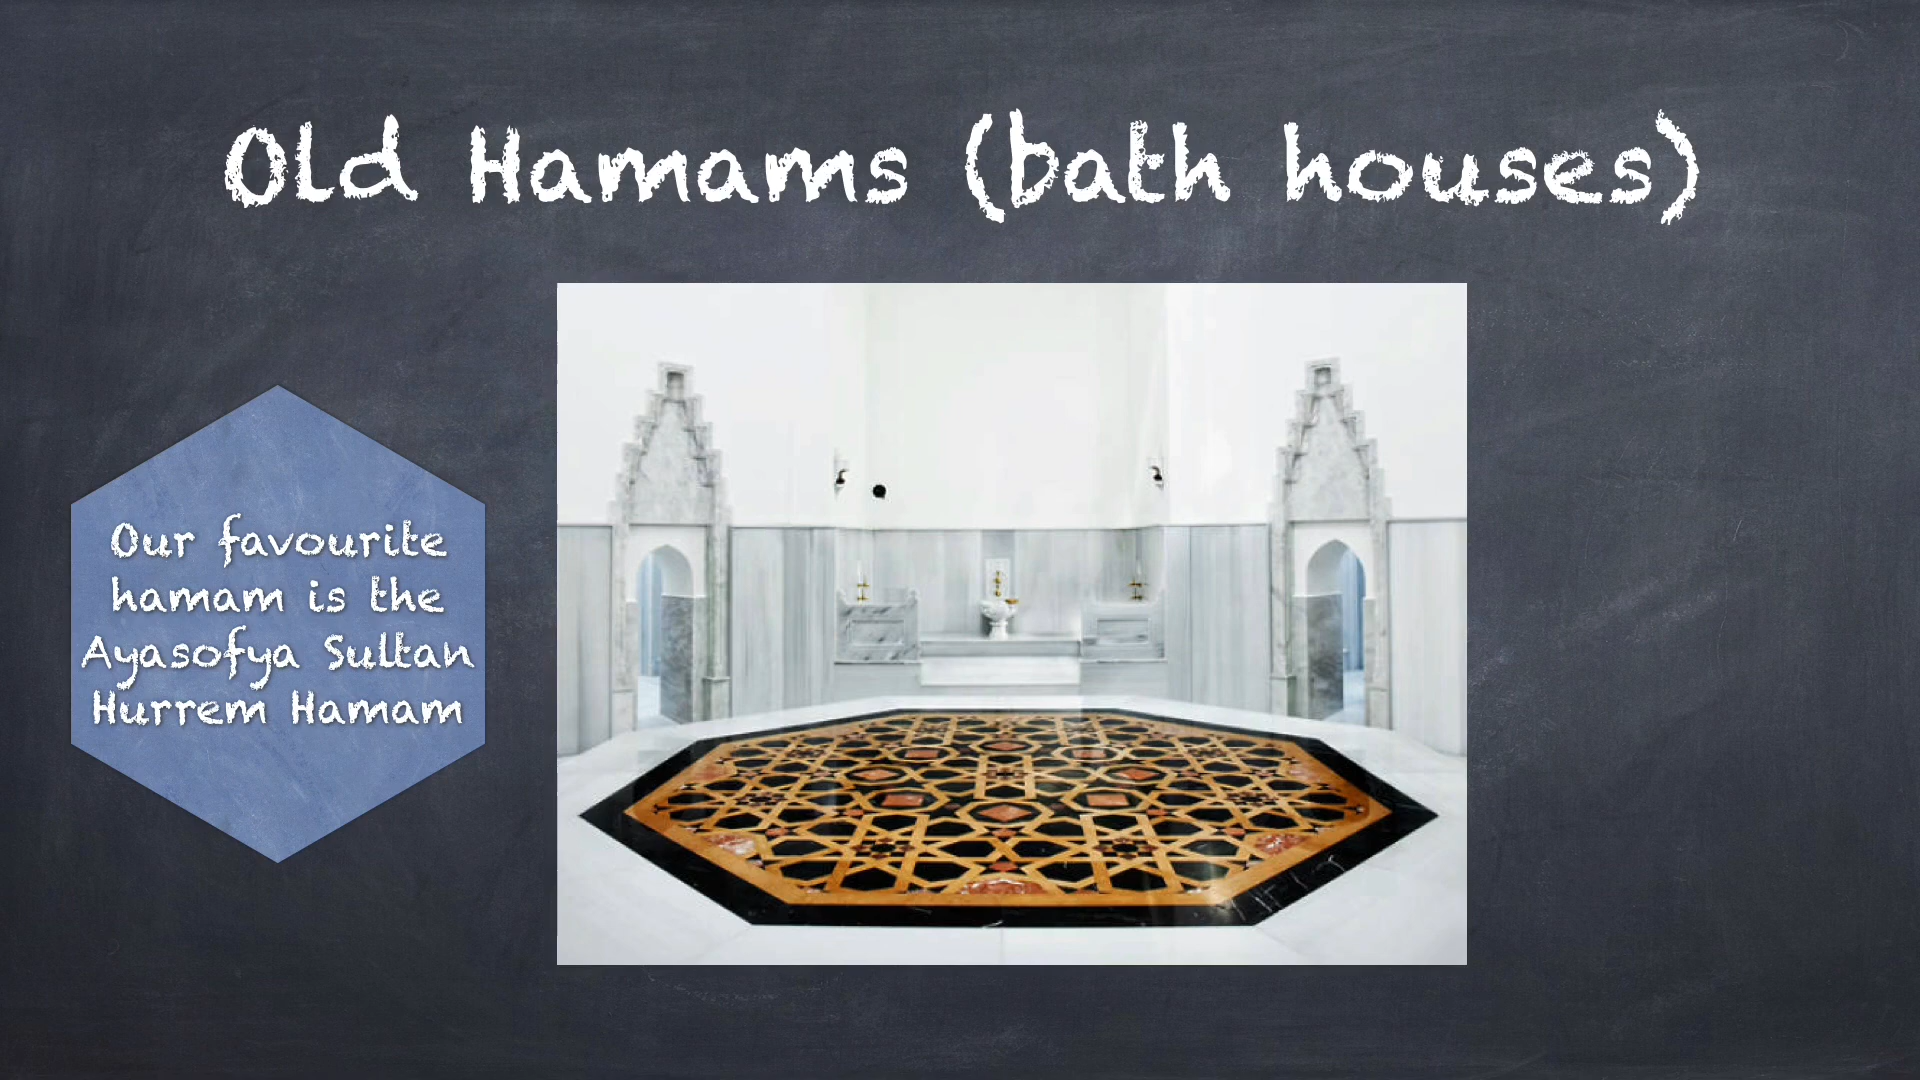 Old Hamams (bath houses)
Our favourite
hamam is the
Ayasofya Sultan
Hurrem Hamam